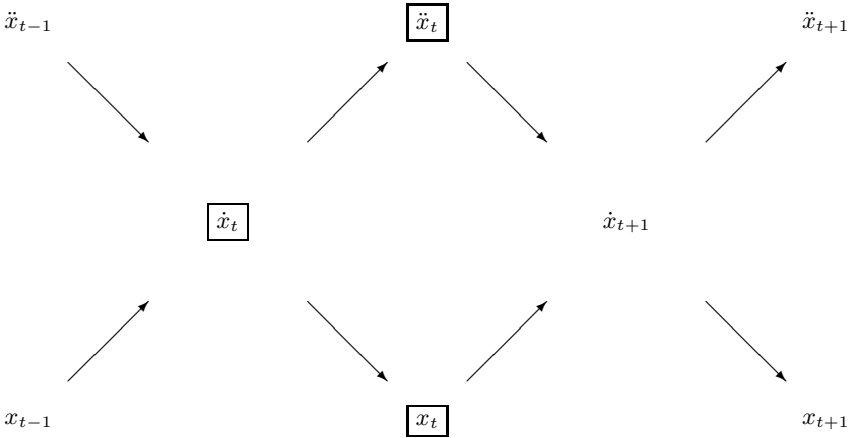 ẍ_{t−1} ẍ_t ẍ_{t+1}
ẋ_t ẋ_{t+1}
x_{t−1} x_t x_{t+1}